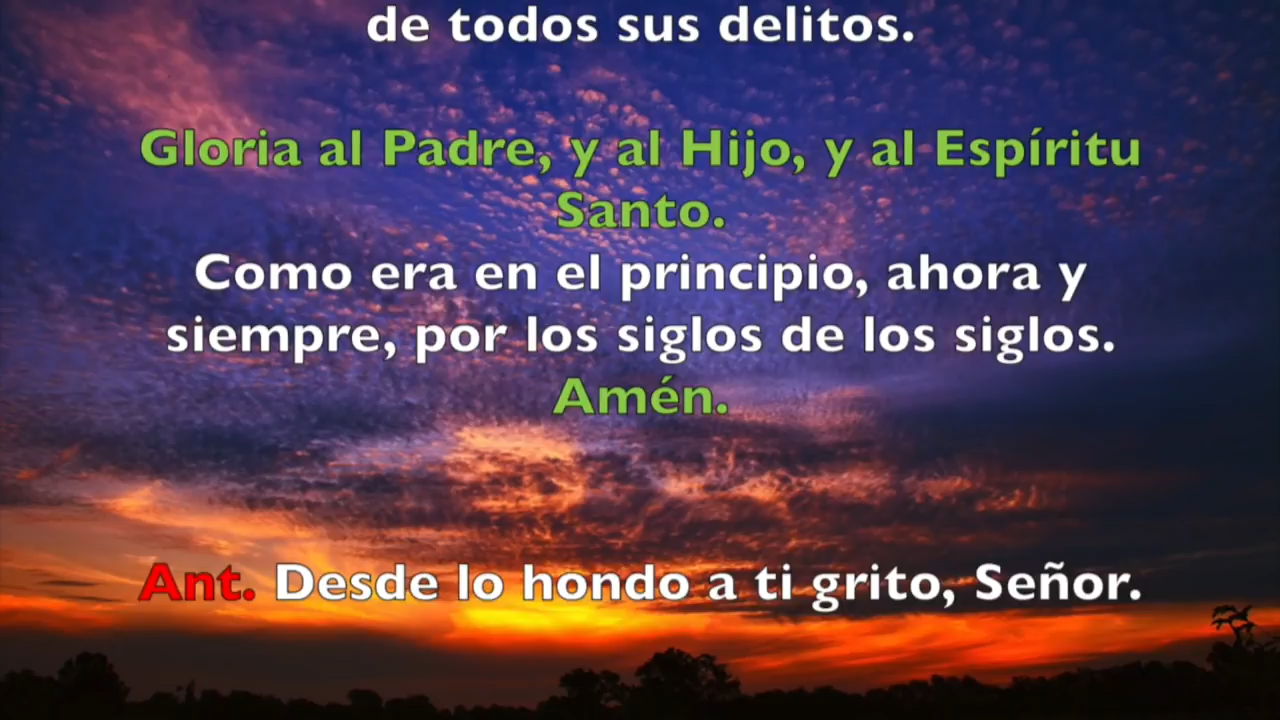 de todos sus delitos.
Gloria al Padre, y al Hijo, y al Espíritu
Santo.
Como era en el principio, ahora y
siempre, por los siglos de los siglos.
Amén.
Ant. Desde lo hondo a ti grito, Señor.